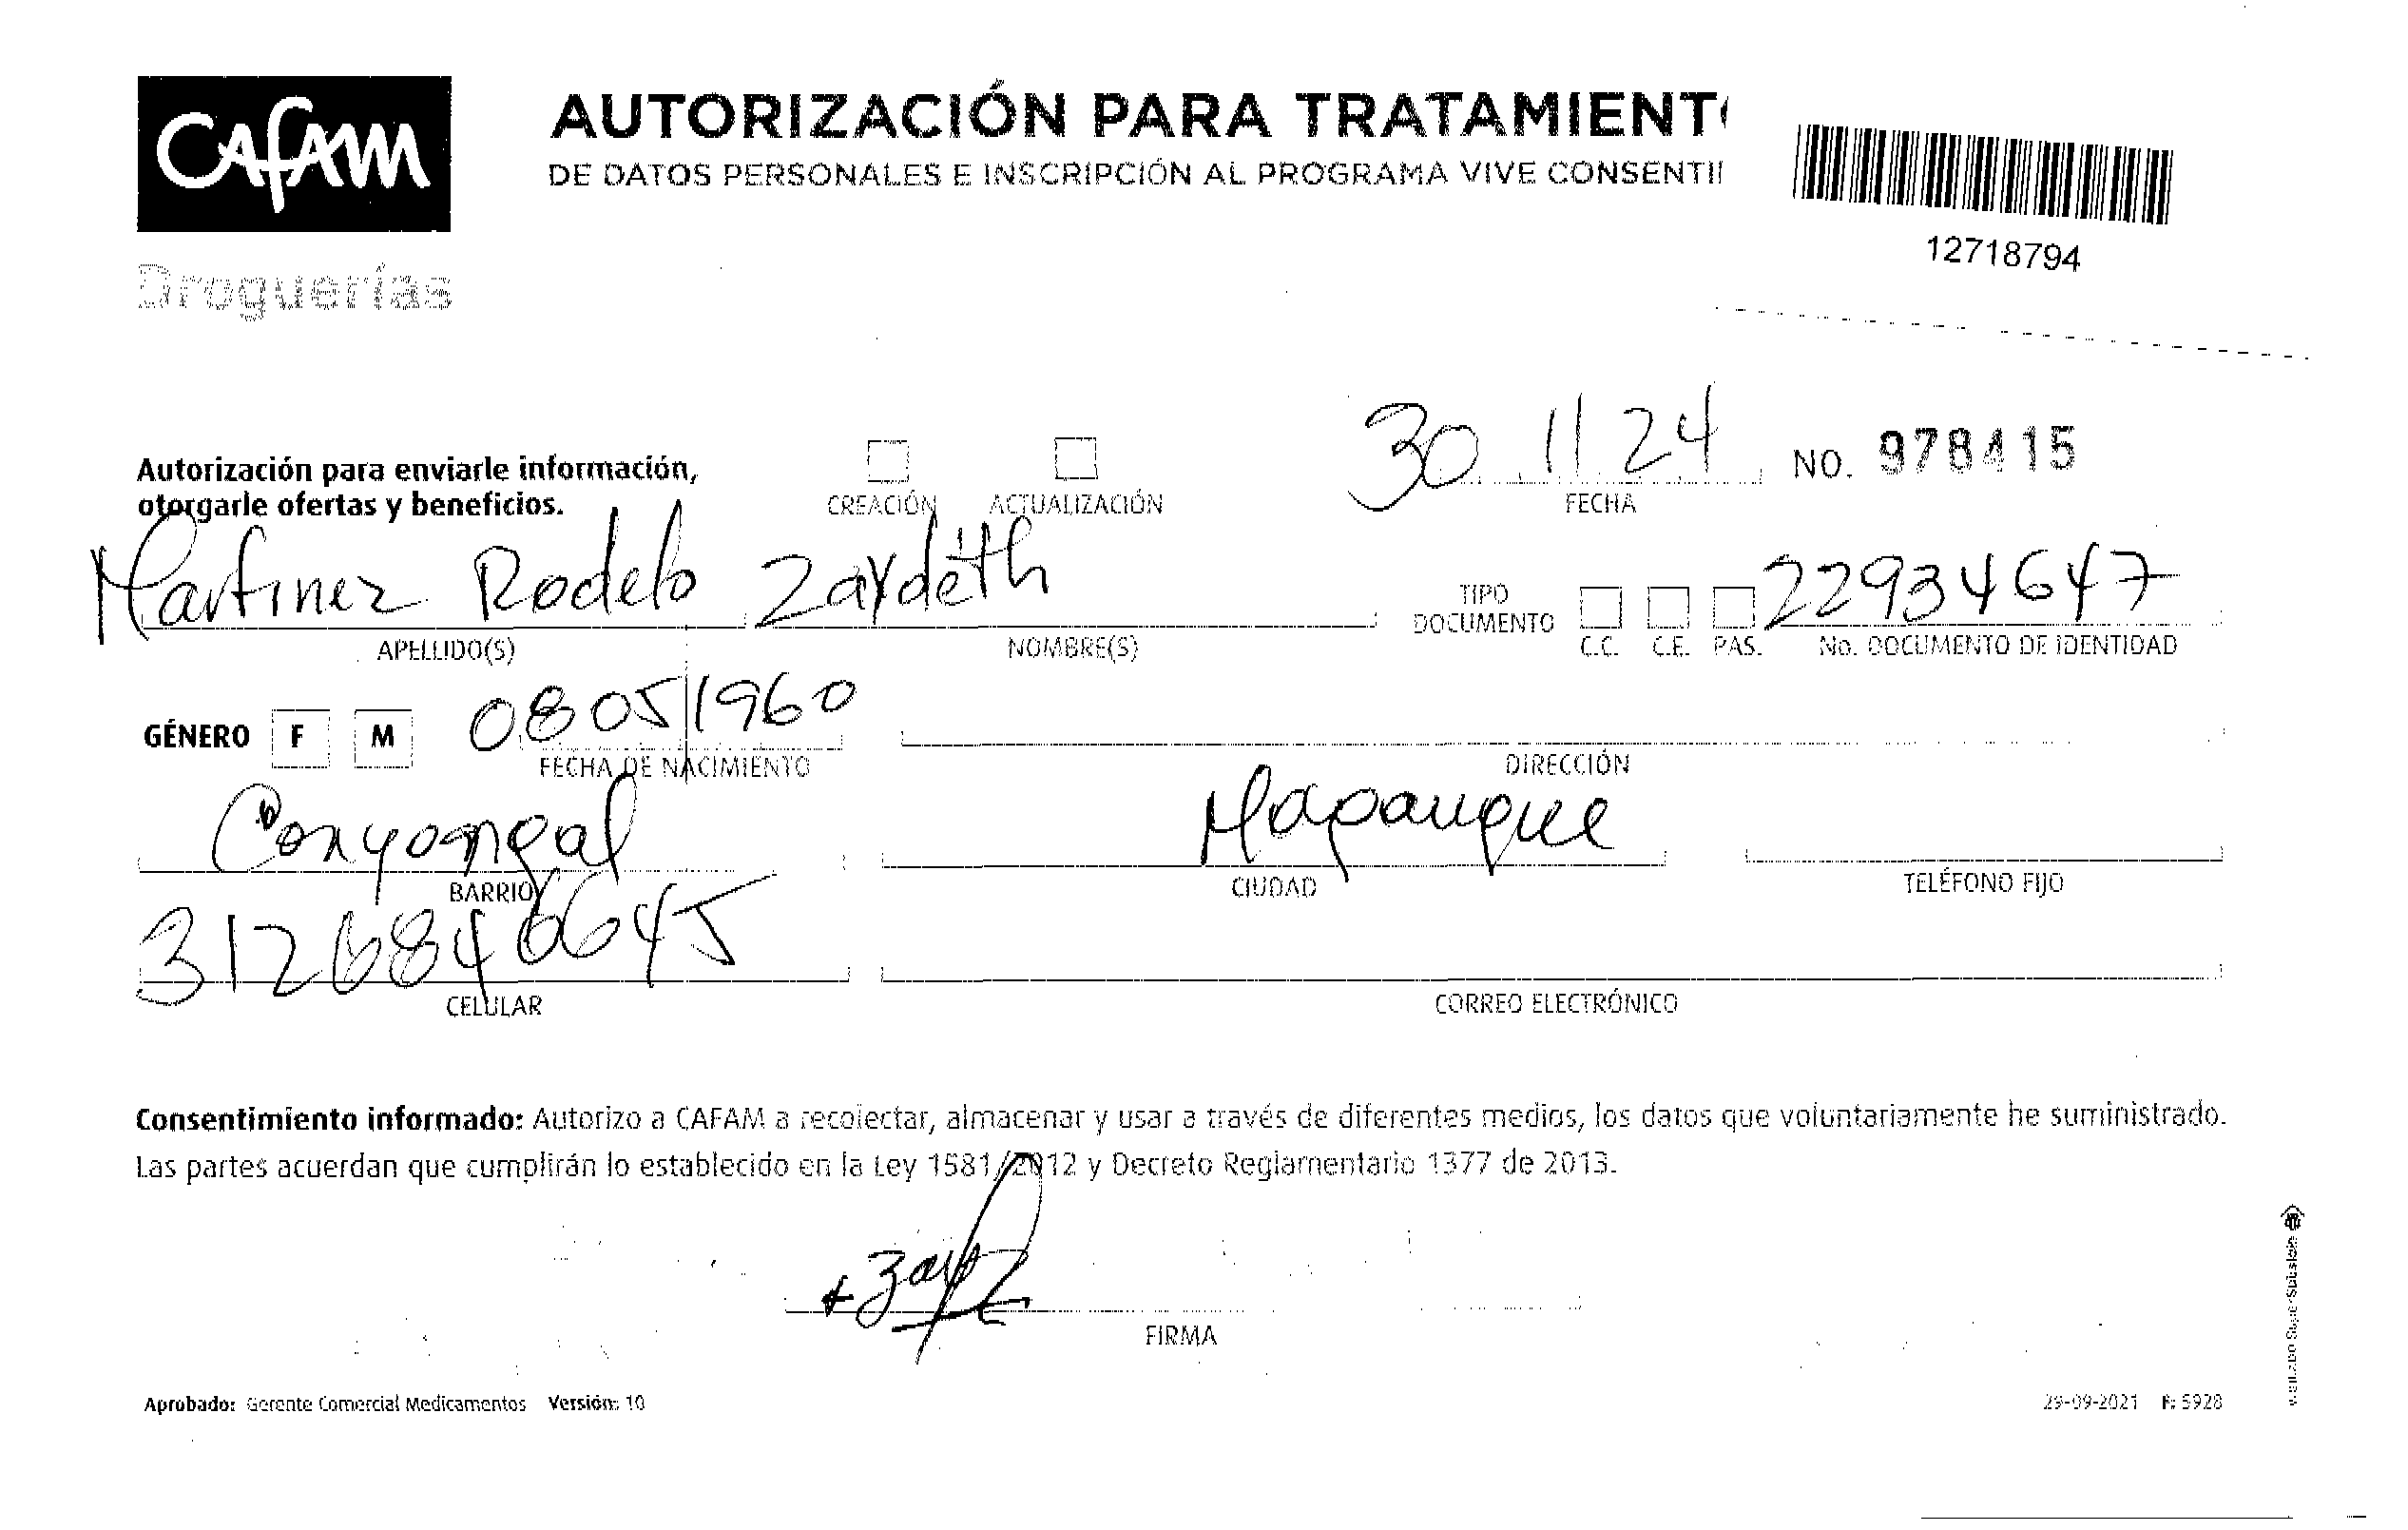 CAFAM
Droguerías
AUTORIZACIÓN PARA TRATAMIENT
DE DATOS PERSONALES E INSCRIPCIÓN AL PROGRAMA VIVE CONSENTI
12718794
Autorización para enviarle información,
otorgarle ofertas y beneficios.
CREACIÓN ACTUALIZACIÓN
30 11 24
FECHA
NO. 978415
Martinez Rodelo Zaydeth
APELLIDO(S) NOMBRE(S)
TIPO
DOCUMENTO
C.C. C.E. PAS.
22934647
No. DOCUMENTO DE IDENTIDAD
GÉNERO F M
08 05 1960
FECHA DE NACIMIENTO
DIRECCIÓN
BARRIO
CIUDAD
TELÉFONO FIJO
3126846645
CELULAR
CORREO ELECTRÓNICO
Consentimiento informado: Autorizo a CAFAM a recolectar, almacenar y usar a través de diferentes medios, los datos que voluntariamente he suministrado.
Las partes acuerdan que cumplirán lo establecido en la Ley 1581/2012 y Decreto Reglamentario 1377 de 2013.
FIRMA
Aprobado: Gerente Comercial Medicamentos Versión: 10
29-09-2021 F: 5928
VIGILADO SuperSubsidio